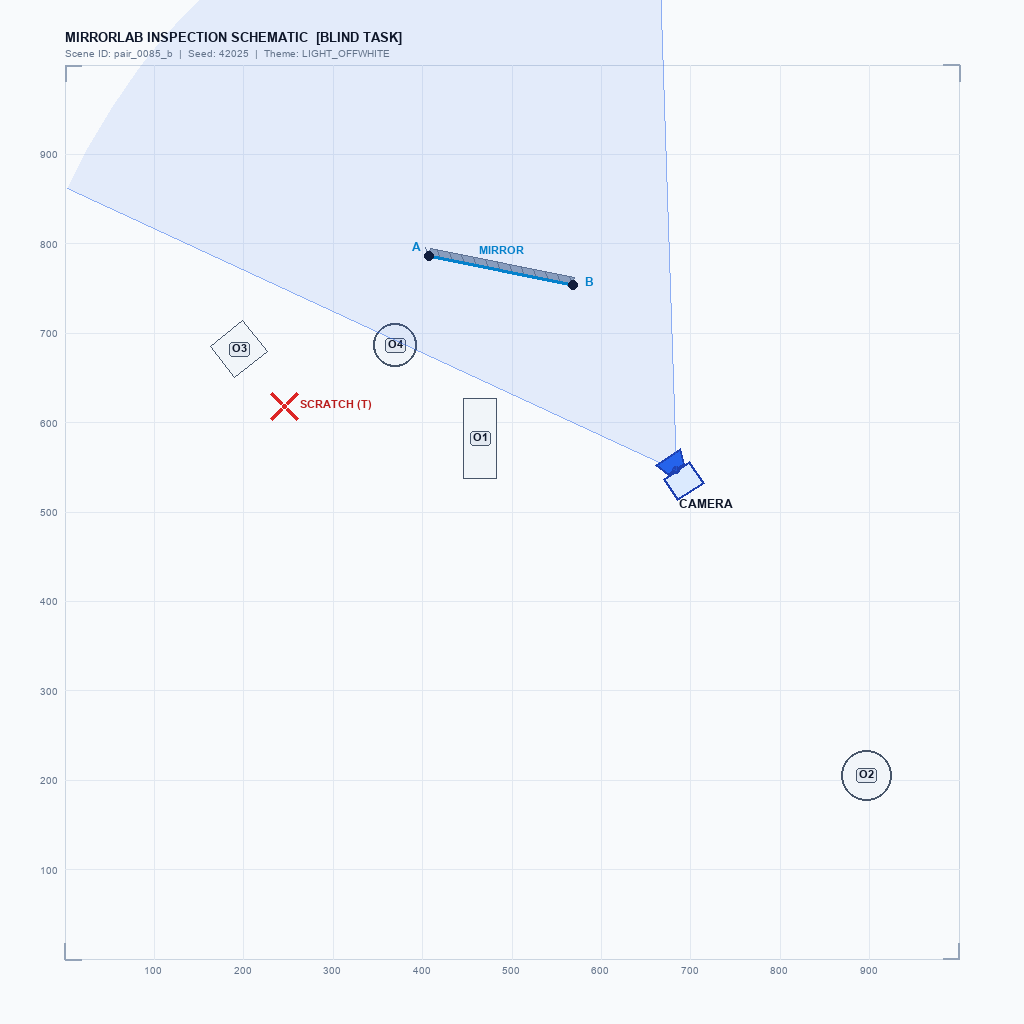 MIRRORLAB INSPECTION SCHEMATIC [BLIND TASK]
Scene ID: pair_0085_b | Seed: 42025 | Theme: LIGHT_OFFWHITE
900
800
A
MIRROR
B
700
O3
O4
SCRATCH (T)
600
O1
500
CAMERA
400
300
200
O2
100
100 200 300 400 500 600 700 800 900